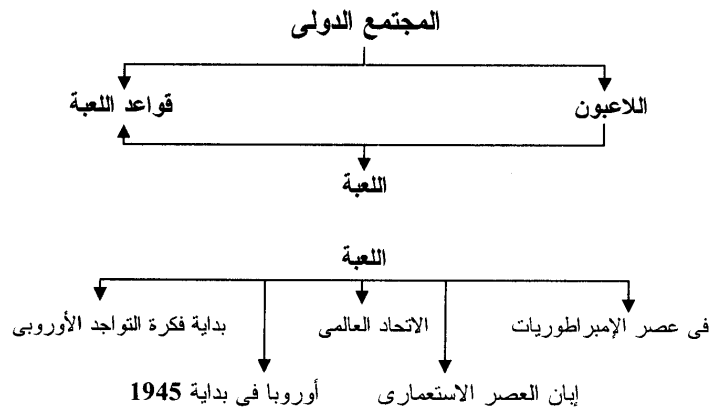 المجتمع الدولى
اللاعبون قواعد اللعبة
اللعبة
اللعبة
فى عصر الإمبراطوريات الاتحاد العالمى بداية فكرة التواجد الأوروبى
إبان العصر الاستعمارى أوروبا فى بداية 1945